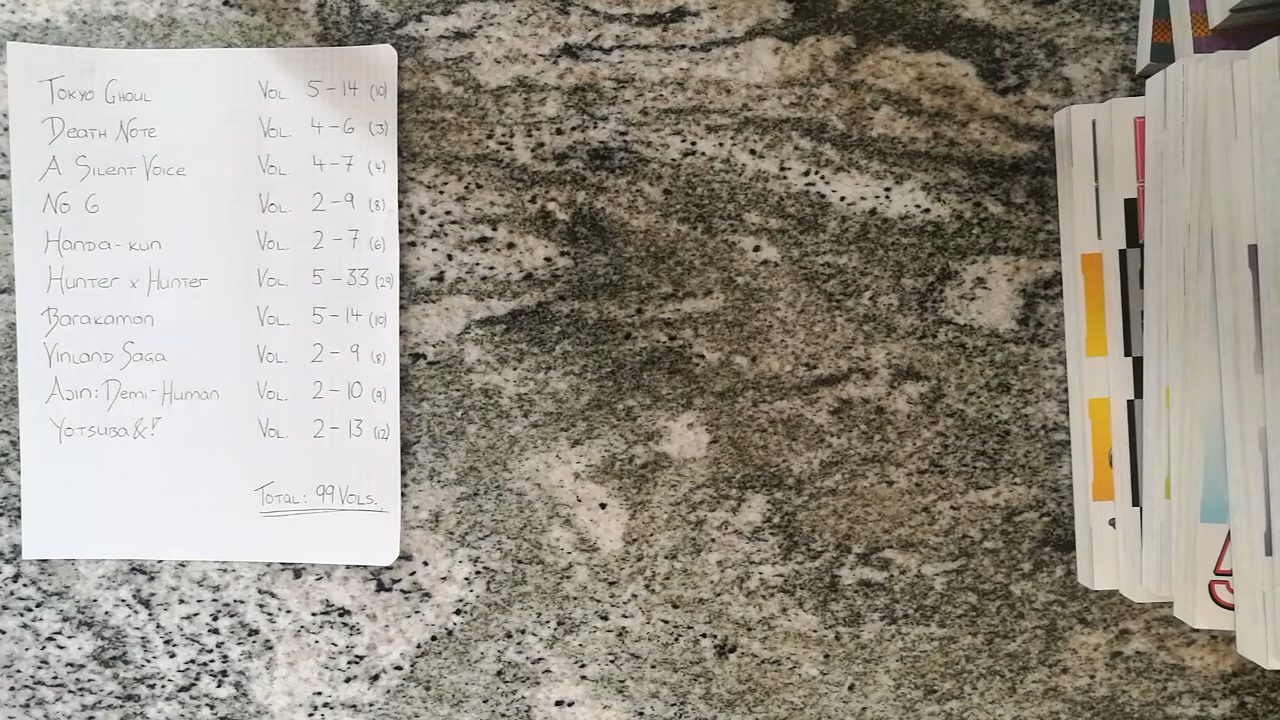 Tokyo Ghoul Vol. 5-14 (10)
Death Note Vol. 4-6 (3)
A Silent Voice Vol. 4-7 (4)
No. 6 Vol. 2-9 (8)
Handa-kun Vol. 2-7 (6)
Hunter x Hunter Vol. 5-33 (29)
Barakamon Vol. 5-14 (10)
Vinland Saga Vol. 2-9 (8)
Ajin: Demi-Human Vol. 2-10 (9)
Yotsuba&! Vol. 2-13 (12)
Total: 99 Vols.